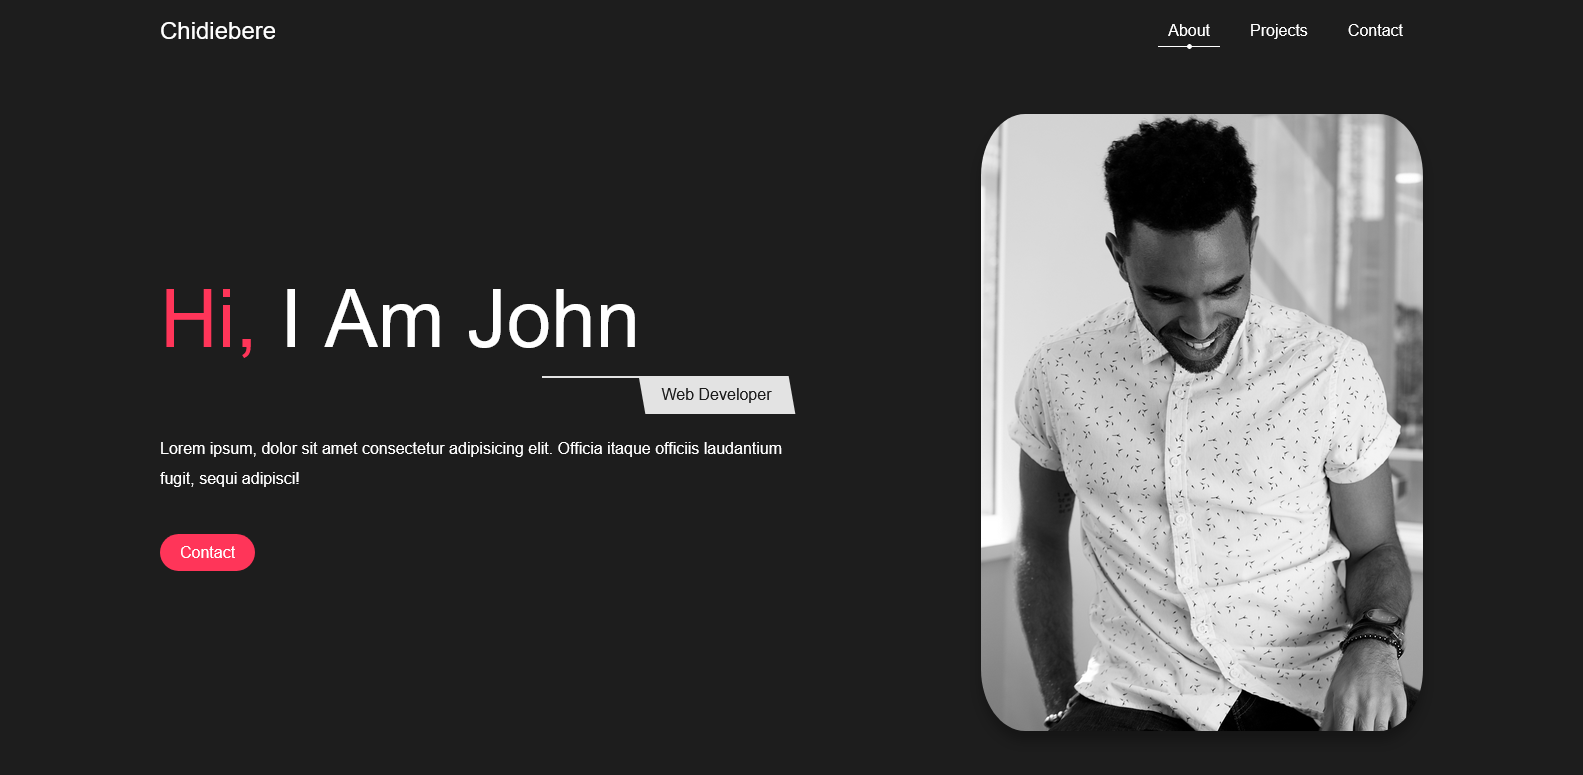 Chidiebere
About
Projects
Contact
Hi, I Am John
Web Developer
Lorem ipsum, dolor sit amet consectetur adipisicing elit. Officia itaque officiis laudantium
fugit, sequi adipisci!
Contact